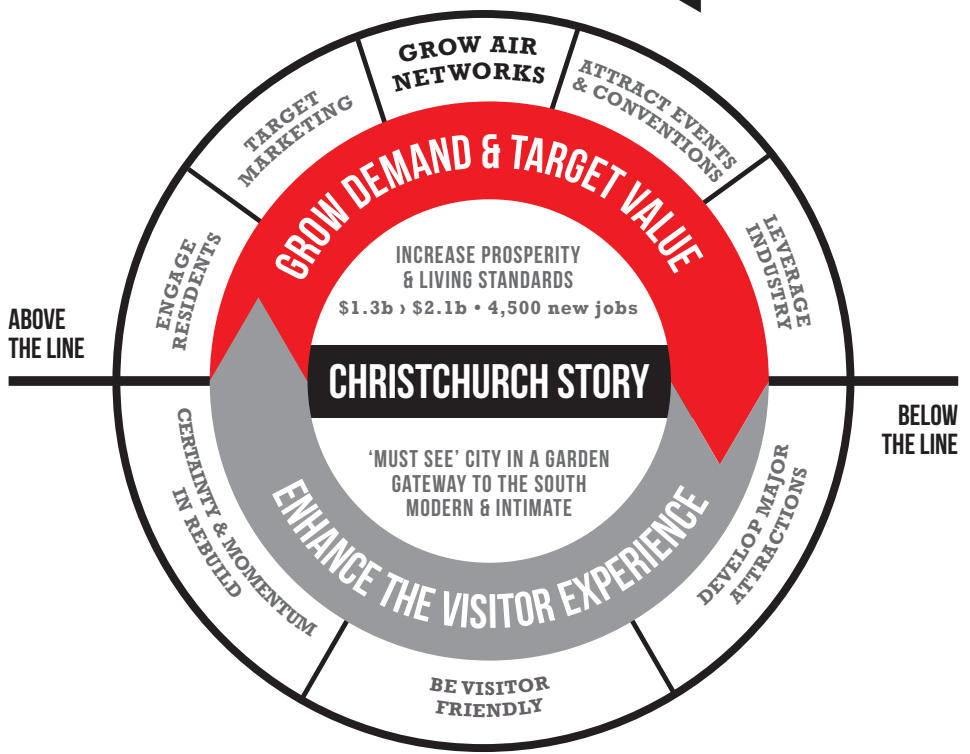 GROW AIR
NETWORKS
ATTRACT EVENTS
& CONVENTIONS
TARGET
MARKETING
GROW DEMAND & TARGET VALUE
LEVERAGE
INDUSTRY
ENGAGE
RESIDENTS
INCREASE PROSPERITY
& LIVING STANDARDS
$1.3b › $2.1b • 4,500 new jobs
ABOVE
THE LINE
CHRISTCHURCH STORY
BELOW
THE LINE
'MUST SEE' CITY IN A GARDEN
GATEWAY TO THE SOUTH
MODERN & INTIMATE
ENHANCE THE VISITOR EXPERIENCE
CERTAINTY & MOMENTUM
IN REBUILD
DEVELOP MAJOR
ATTRACTIONS
BE VISITOR
FRIENDLY